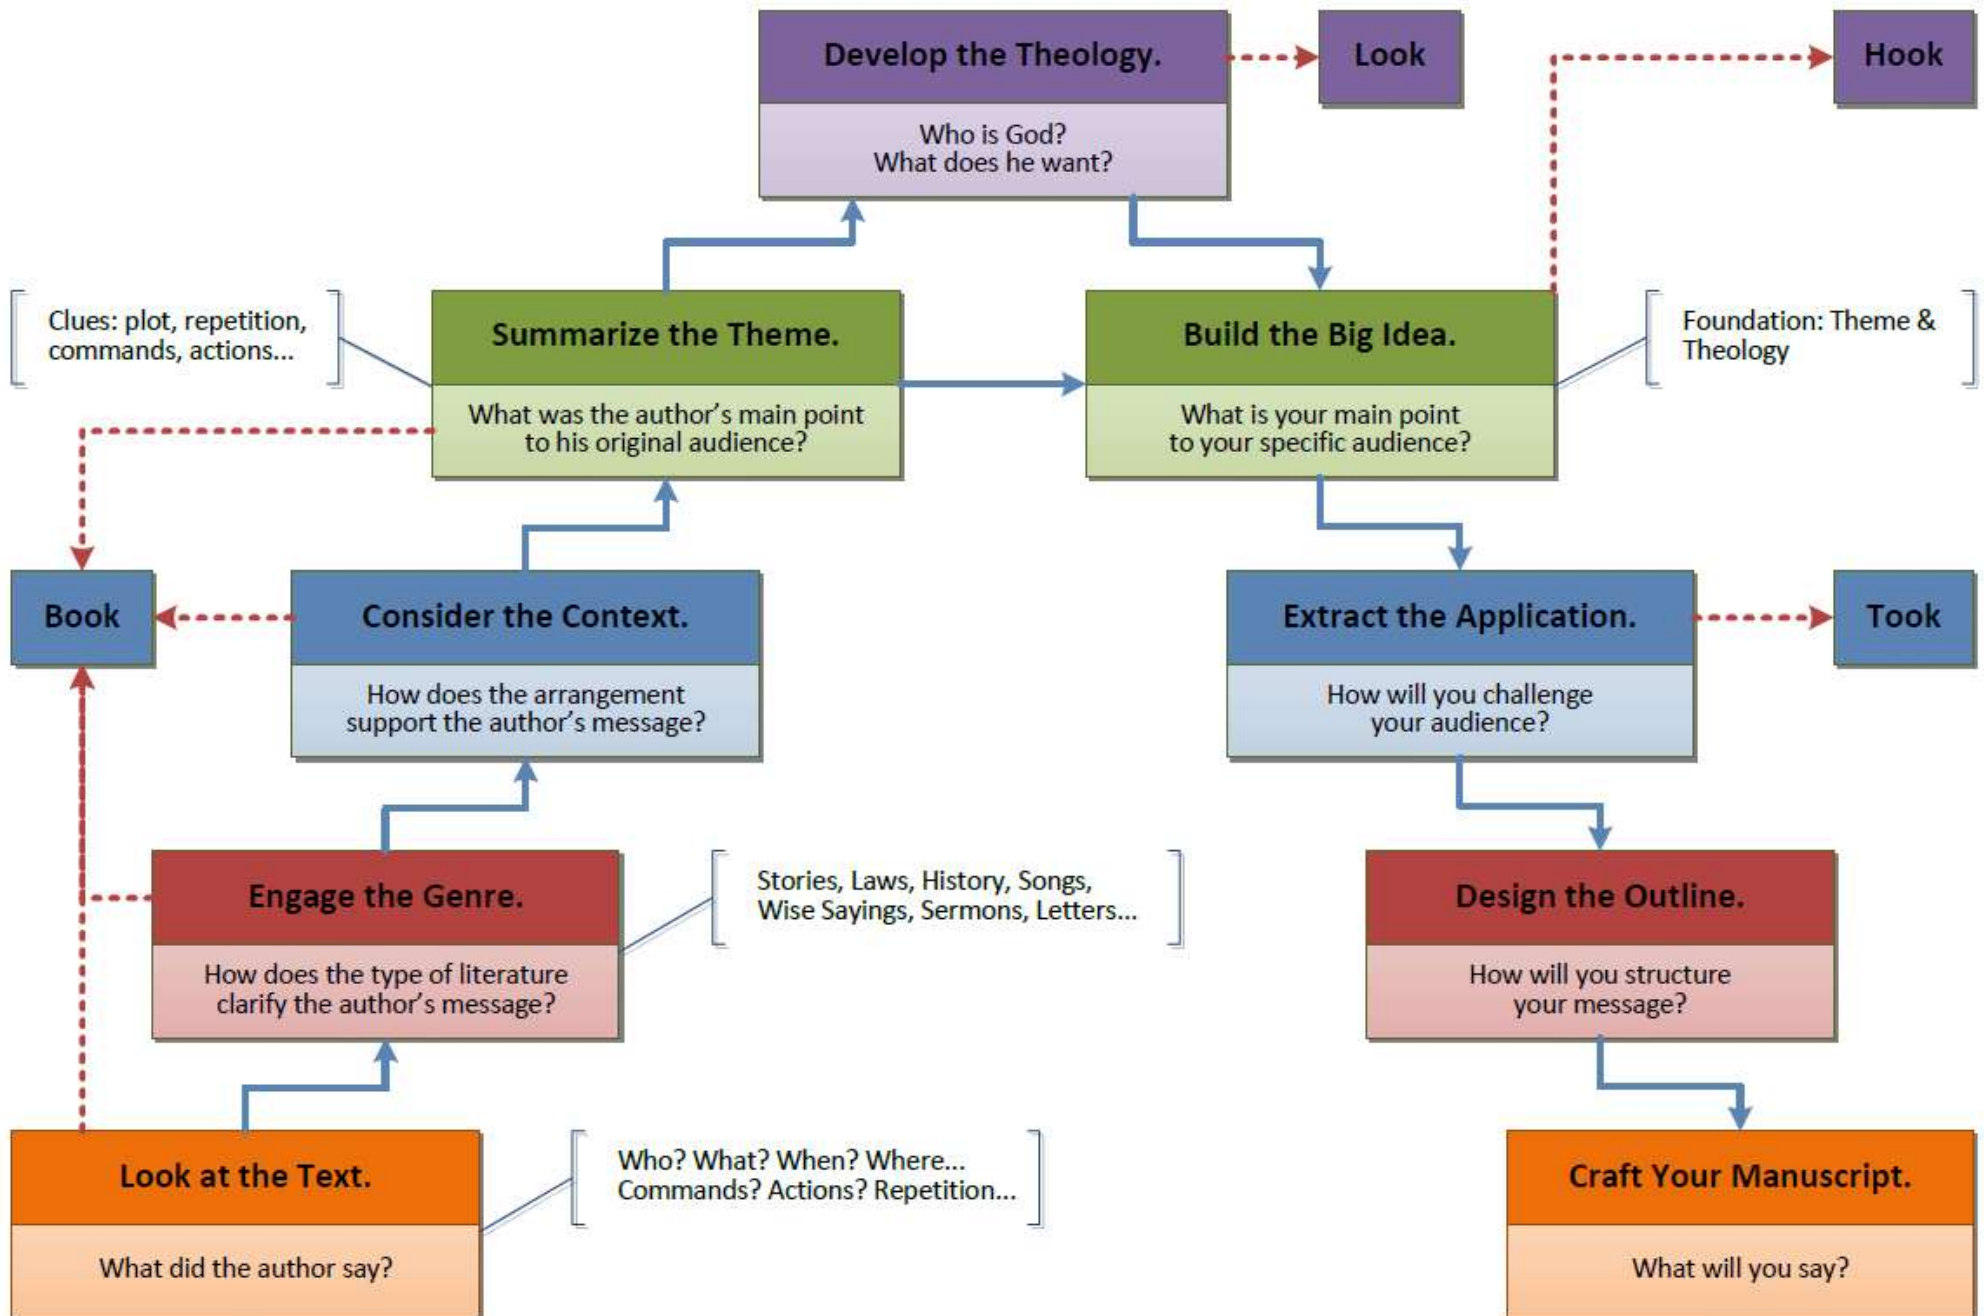 Develop the Theology.
Look
Hook
Who is God?
What does he want?
Clues: plot, repetition,
commands, actions...
Summarize the Theme.
What was the author's main point
to his original audience?
Build the Big Idea.
What is your main point
to your specific audience?
Foundation: Theme &
Theology
Book
Consider the Context.
How does the arrangement
support the author's message?
Extract the Application.
How will you challenge
your audience?
Took
Engage the Genre.
How does the type of literature
clarify the author's message?
Stories, Laws, History, Songs,
Wise Sayings, Sermons, Letters...
Design the Outline.
How will you structure
your message?
Look at the Text.
What did the author say?
Who? What? When? Where...
Commands? Actions? Repetition...
Craft Your Manuscript.
What will you say?